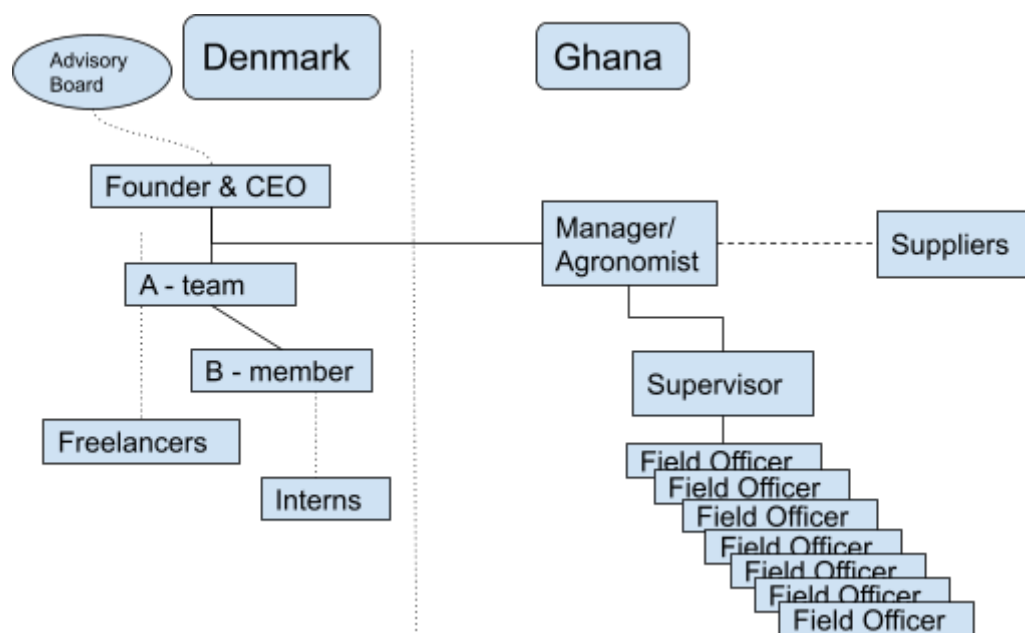 Advisory
Board
Denmark
Ghana
Founder & CEO
Manager/
Agronomist
Suppliers
A - team
B - member
Supervisor
Freelancers
Interns
Field Officer
Field Officer
Field Officer
Field Officer
Field Officer
Field Officer
Field Officer